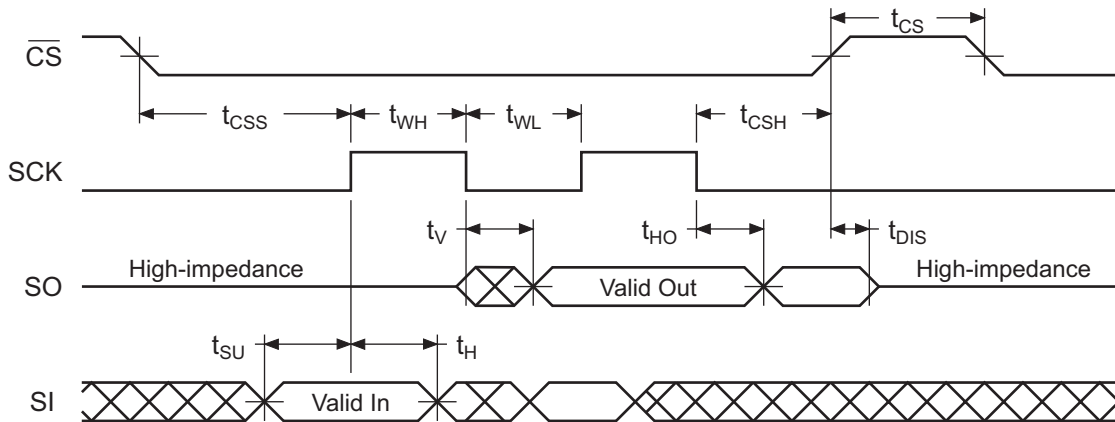 t_CS
C̅S̅
t_CSS t_WH t_WL t_CSH
SCK
t_V t_HO t_DIS
High-impedance High-impedance
SO Valid Out
t_SU t_H
SI Valid In